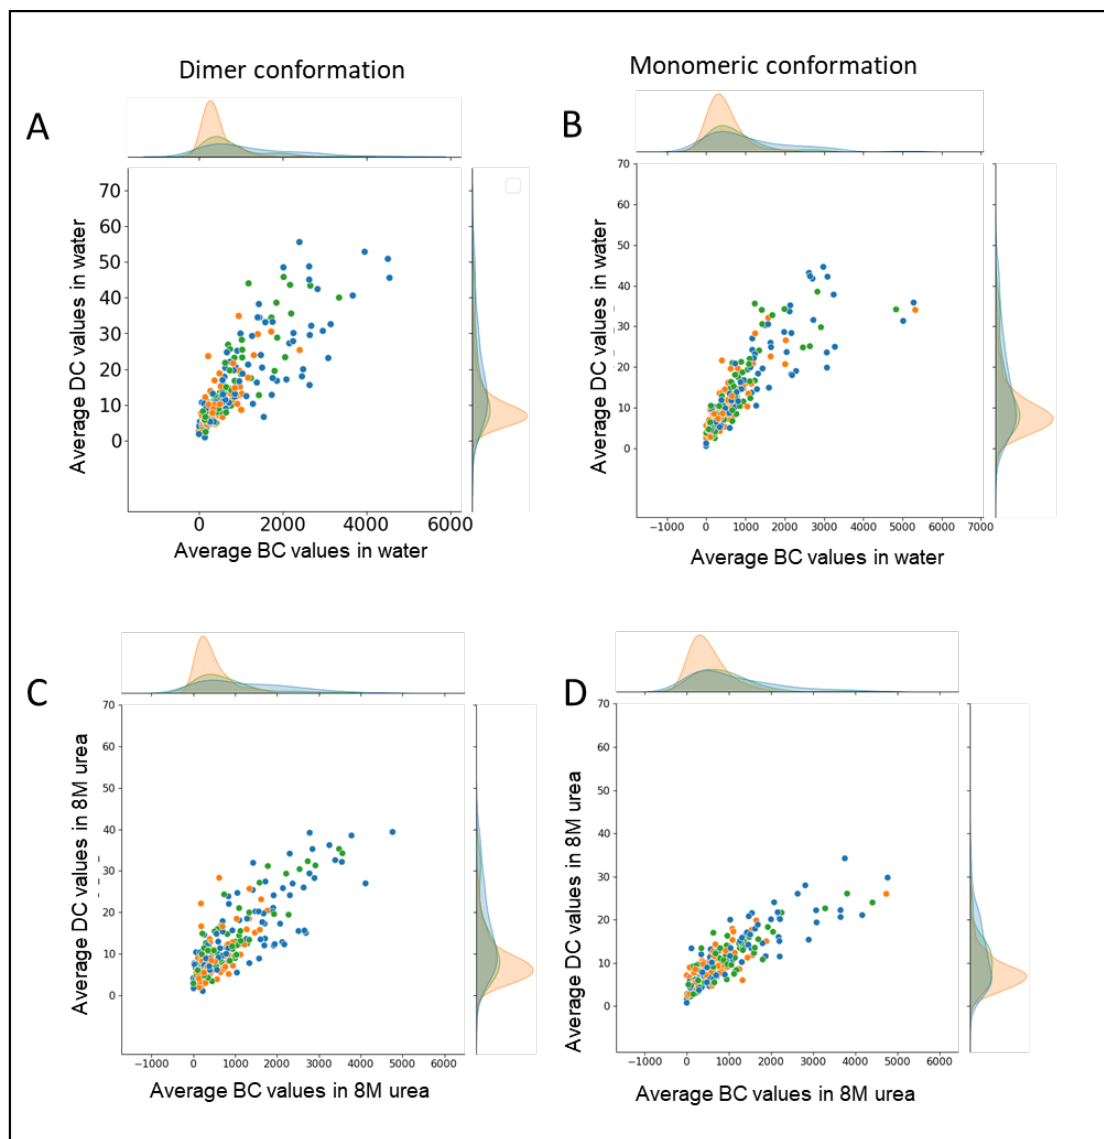 Dimer conformation
Monomeric conformation
A
B
70
60
50
40
30
20
10
0
Average DC values in water
0 2000 4000 6000
Average BC values in water
70
60
50
40
30
20
10
0
Average DC values in water
−1000 0 1000 2000 3000 4000 5000 6000 7000
Average BC values in water
C
D
70
60
50
40
30
20
10
0
Average DC values in 8M urea
−1000 0 1000 2000 3000 4000 5000 6000
Average BC values in 8M urea
70
60
50
40
30
20
10
0
Average DC values in 8M urea
−1000 0 1000 2000 3000 4000 5000 6000
Average BC values in 8M urea